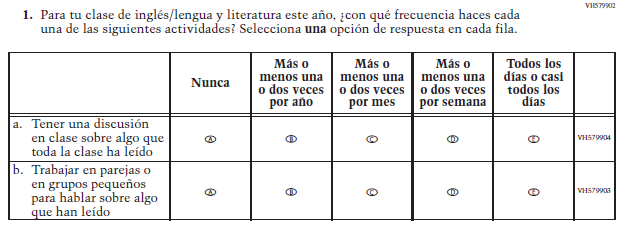 VH579902
1. Para tu clase de inglés/lengua y literatura este año, ¿con qué frecuencia haces cada
una de las siguientes actividades? Selecciona una opción de respuesta en cada fila.
Nunca
Más o
menos una
o dos veces
por año
Más o
menos una
o dos veces
por mes
Más o
menos una
o dos veces
por semana
Todos los
días o casi
todos los
días
a. Tener una discusión
en clase sobre algo que
toda la clase ha leído
A B C D E VH579904
b. Trabajar en parejas o
en grupos pequeños
para hablar sobre algo
que han leído
A B C D E VH579903